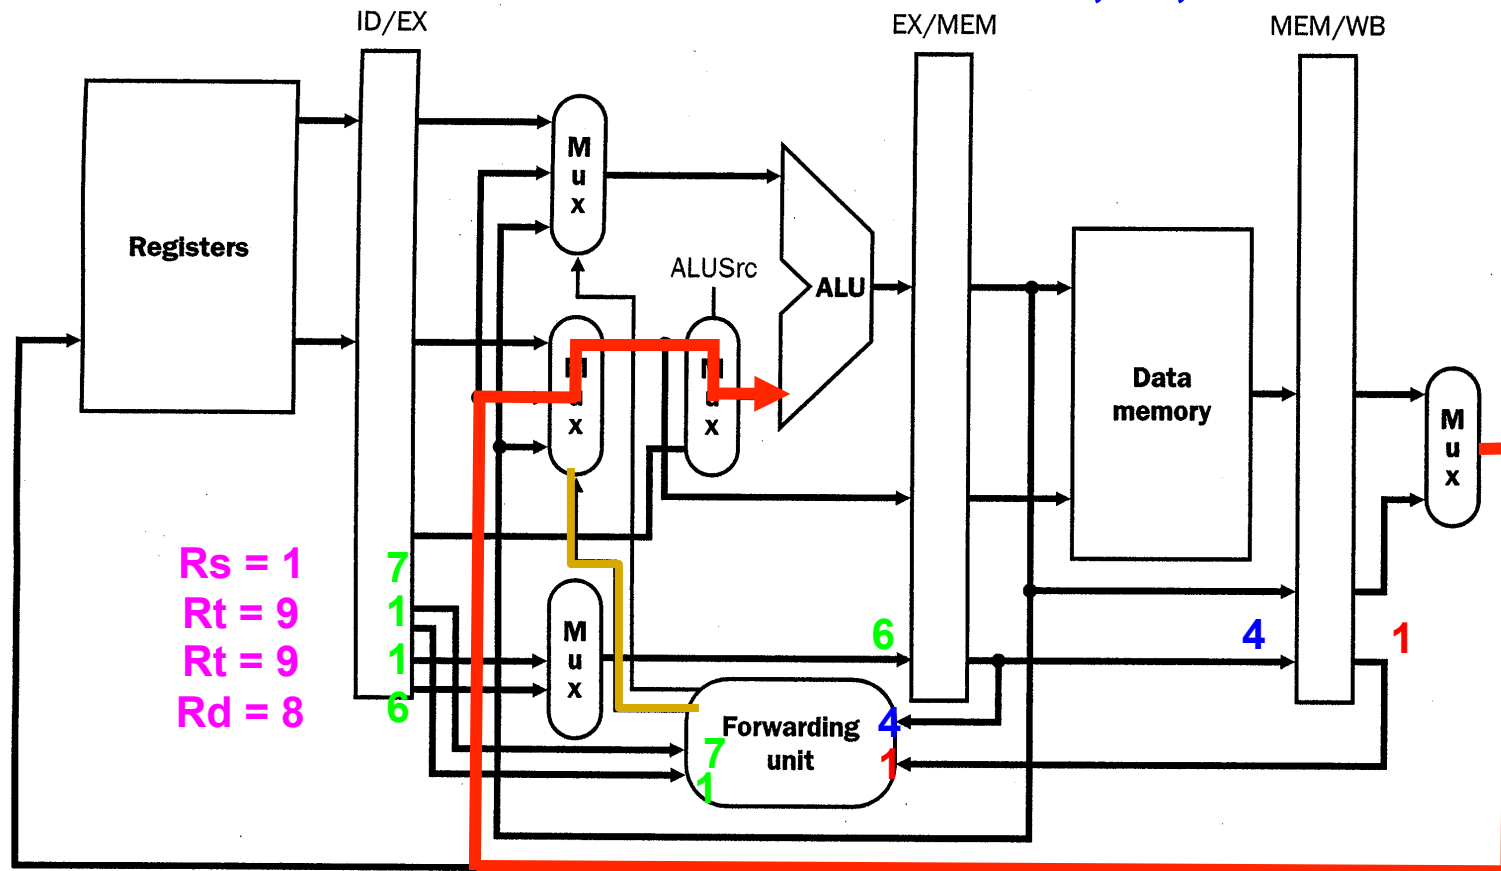 ID/EX
EX/MEM
MEM/WB
M
u
x
Registers
ALUSrc
ALU
M
u
x
M
u
x
Data
memory
M
u
x
Rs = 1
7
Rt = 9
1
Rt = 9
1
Rd = 8
6
M
u
x
6
4
1
Forwarding
unit
4
7
1
1